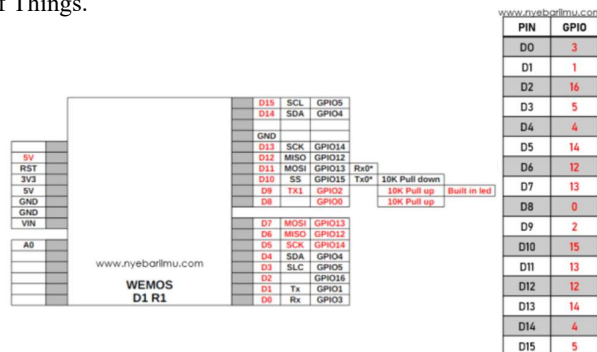 f Things.
www.nyebarilmu.com
PIN GPIO
D0 3
D1 1
D2 16
D3 5
D4 4
D5 14
D6 12
D7 13
D8 0
D9 2
D10 15
D11 13
D12 12
D13 14
D14 4
D15 5
5V
RST
3V3
5V
GND
GND
VIN
A0
www.nyebarilmu.com
WEMOS
D1 R1
D15 SCL GPIO5
D14 SDA GPIO4
GND
D13 SCK GPIO14
D12 MISO GPIO12
D11 MOSI GPIO13 Rx0*
D10 SS GPIO15 Tx0* 10K Pull down
D9 TX1 GPIO2 10K Pull up Built in led
D8 GPIO0 10K Pull up
D7 MOSI GPIO13
D6 MISO GPIO12
D5 SCK GPIO14
D4 SDA GPIO4
D3 SLC GPIO5
D2 GPIO16
D1 Tx GPIO1
D0 Rx GPIO3